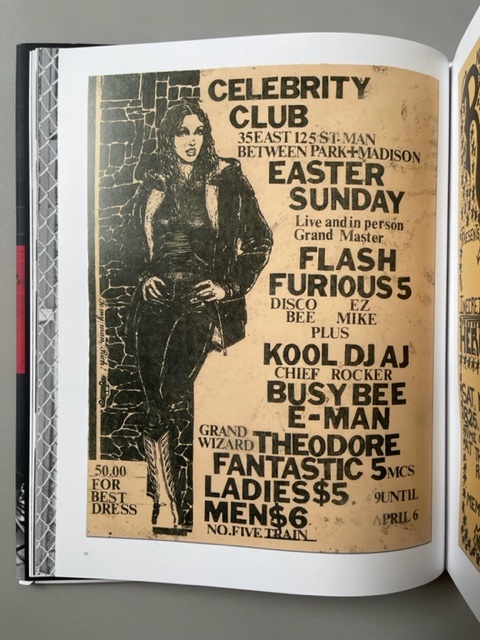 CELEBRITY
CLUB
35 EAST 125 ST. MAN
BETWEEN PARK+MADISON
EASTER
SUNDAY
Live and in person
Grand Master
FLASH
FURIOUS 5
DISCO EZ
BEE MIKE
PLUS
KOOL DJ AJ
CHIEF ROCKER
BUSY BEE
E-MAN
GRAND
WIZARD THEODORE
FANTASTIC 5 MCS
LADIES $5 9UNTIL
MEN $6 APRIL 6
NO. FIVE TRAIN
50.00
FOR
BEST
DRESS